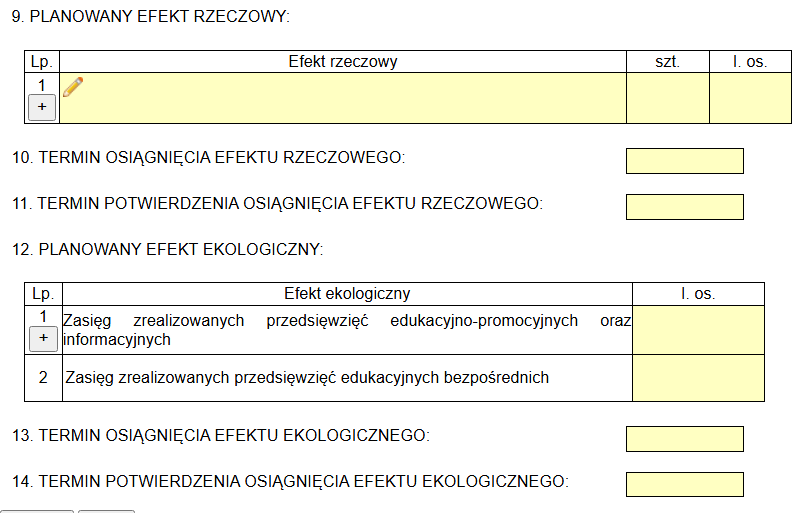 9. PLANOWANY EFEKT RZECZOWY:
Lp. Efekt rzeczowy szt. l. os.
1
+
10. TERMIN OSIĄGNIĘCIA EFEKTU RZECZOWEGO:
11. TERMIN POTWIERDZENIA OSIĄGNIĘCIA EFEKTU RZECZOWEGO:
12. PLANOWANY EFEKT EKOLOGICZNY:
Lp. Efekt ekologiczny l. os.
1 Zasięg zrealizowanych przedsięwzięć edukacyjno-promocyjnych oraz
+ informacyjnych
2 Zasięg zrealizowanych przedsięwzięć edukacyjnych bezpośrednich
13. TERMIN OSIĄGNIĘCIA EFEKTU EKOLOGICZNEGO:
14. TERMIN POTWIERDZENIA OSIĄGNIĘCIA EFEKTU EKOLOGICZNEGO: